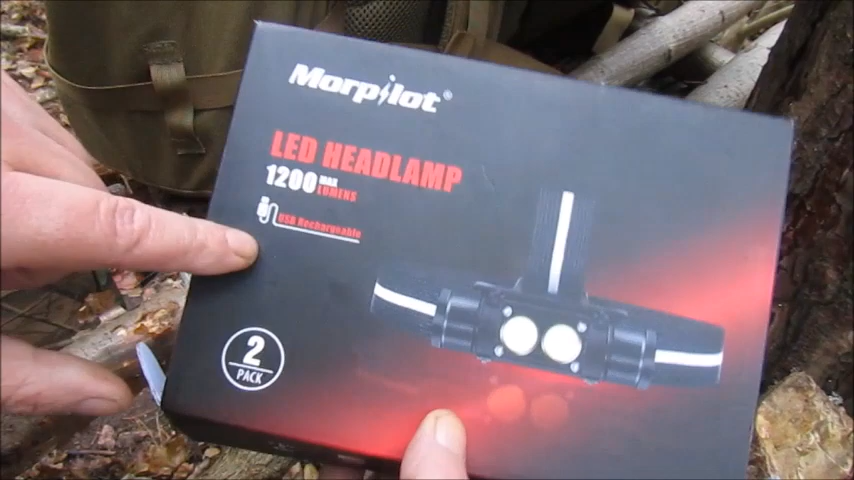 Morpilot®
LED HEADLAMP
1200 MAX LUMENS
USB Rechargeable
2
PACK